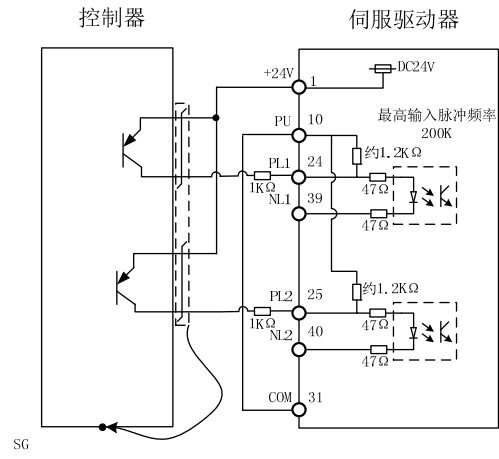 控制器
伺服驱动器
+24V
1
DC24V
PU
10
最高输入脉冲频率
200K
约1.2KΩ
PL1
24
1KΩ
47Ω
NL1
39
47Ω
约1.2KΩ
PL2
25
1KΩ
47Ω
NL2
40
47Ω
COM
31
SG